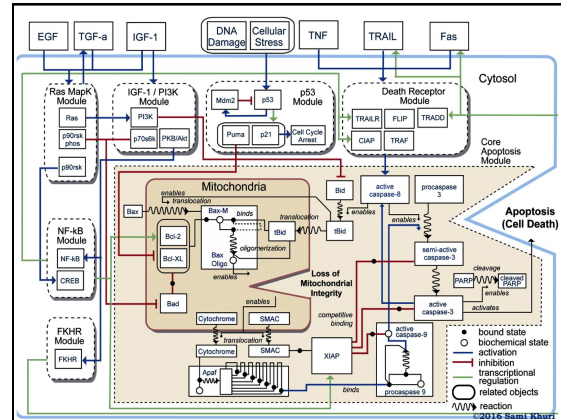 EGF
TGF-a
IGF-1
DNA
Damage
Cellular
Stress
TNF
TRAIL
Fas
Cytosol
Ras MapK
Module
Ras
p90rsk
phos
p90rsk
IGF-1 / PI3K
Module
PI3K
p70s6k
PKB/Akt
p53
Module
Mdm2
p53
Puma
p21
Cell Cycle
Arrest
Death Receptor
Module
TRAILR
FLIP
TRADD
CIAP
TRAF
Core
Apoptosis
Module
Mitochondria
enables
translocation
Bax
Bax-M
binds
Bcl-2
Bcl-XL
oligomerization
Bax
Oligo
enables
tBid
translocation
tBid
Bid
enables
active
caspase-8
procaspase
3
enables
semi-active
caspase-3
active
caspase-3
PARP
cleavage
cleaved
PARP
enables
activates
Apoptosis
(Cell Death)
NF-kB
Module
NF-kB
CREB
Bad
Loss of
Mitochondrial
Integrity
enables
Cytochrome
SMAC
translocation
Cytochrome
SMAC
competitive
binding
XIAP
active
caspase-9
procaspase 9
binds
Apaf
FKHR
Module
FKHR
bound state
biochemical state
activation
inhibition
transcriptional
regulation
related objects
reaction
©2016 Sami Khuri